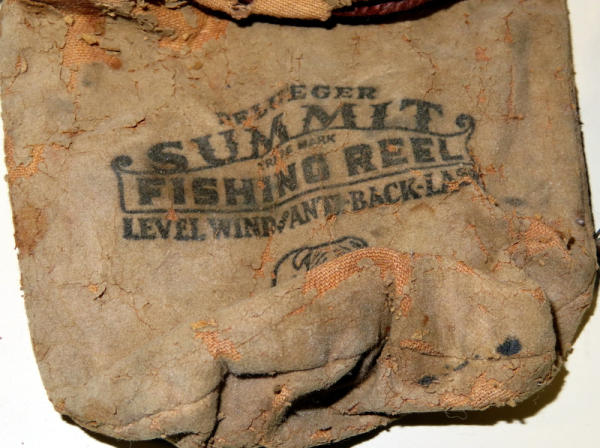 PFLUEGER
SUMMIT
TRADE MARK
FISHING REEL
LEVEL WIND ANTI-BACK-LASH